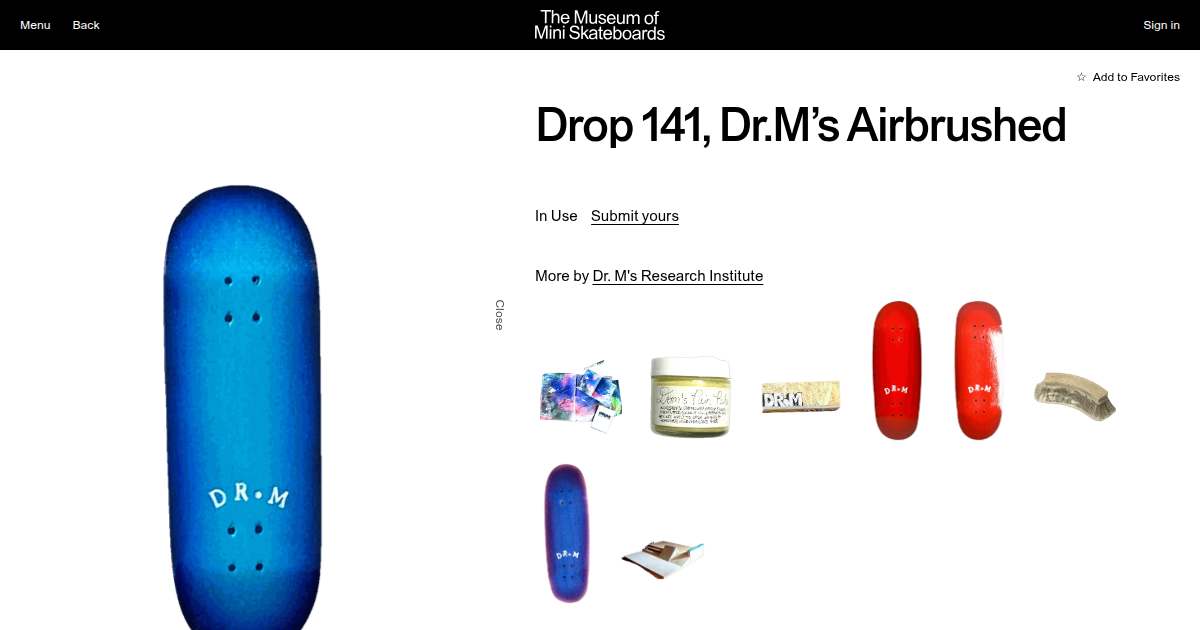 Menu
Back
The Museum of
Mini Skateboards
Sign in
☆ Add to Favorites
Drop 141, Dr.M’s Airbrushed
In Use Submit yours
More by Dr. M's Research Institute
Close
DR•M
DR•M
DR•M
DR•M
DR•M